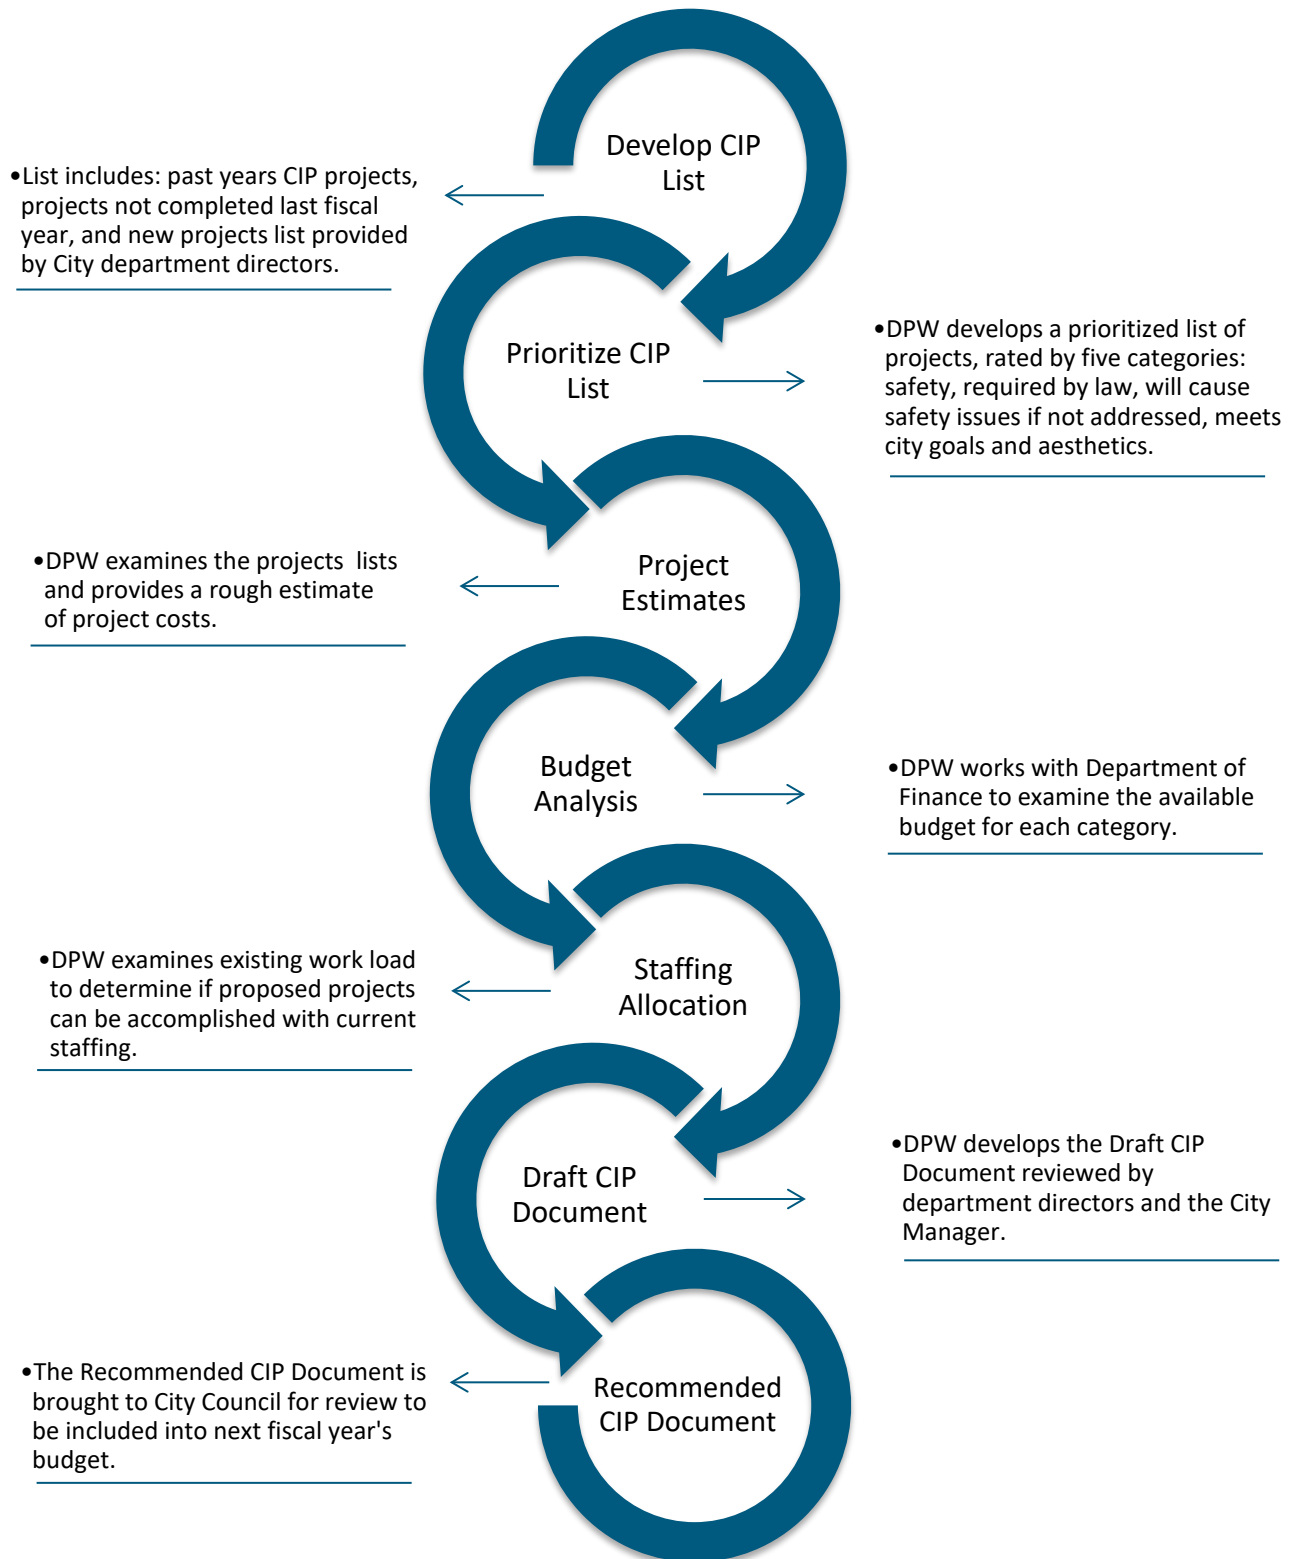 Develop CIP
List
•List includes: past years CIP projects,
projects not completed last fiscal
year, and new projects list provided
by City department directors.
Prioritize CIP
List
•DPW develops a prioritized list of
projects, rated by five categories:
safety, required by law, will cause
safety issues if not addressed, meets
city goals and aesthetics.
Project
Estimates
•DPW examines the projects  lists
and provides a rough estimate
of project costs.
Budget
Analysis
•DPW works with Department of
Finance to examine the available
budget for each category.
Staffing
Allocation
•DPW examines existing work load
to determine if proposed projects
can be accomplished with current
staffing.
Draft CIP
Document
•DPW develops the Draft CIP
Document reviewed by
department directors and the City
Manager.
Recommended
CIP Document
•The Recommended CIP Document is
brought to City Council for review to
be included into next fiscal year's
budget.